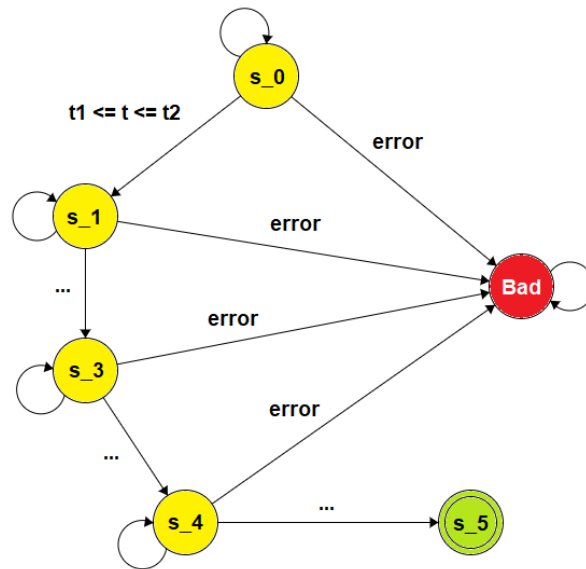 s_0
t1 <= t <= t2
error
s_1
error
Bad
...
error
s_3
error
...
...
s_4
s_5